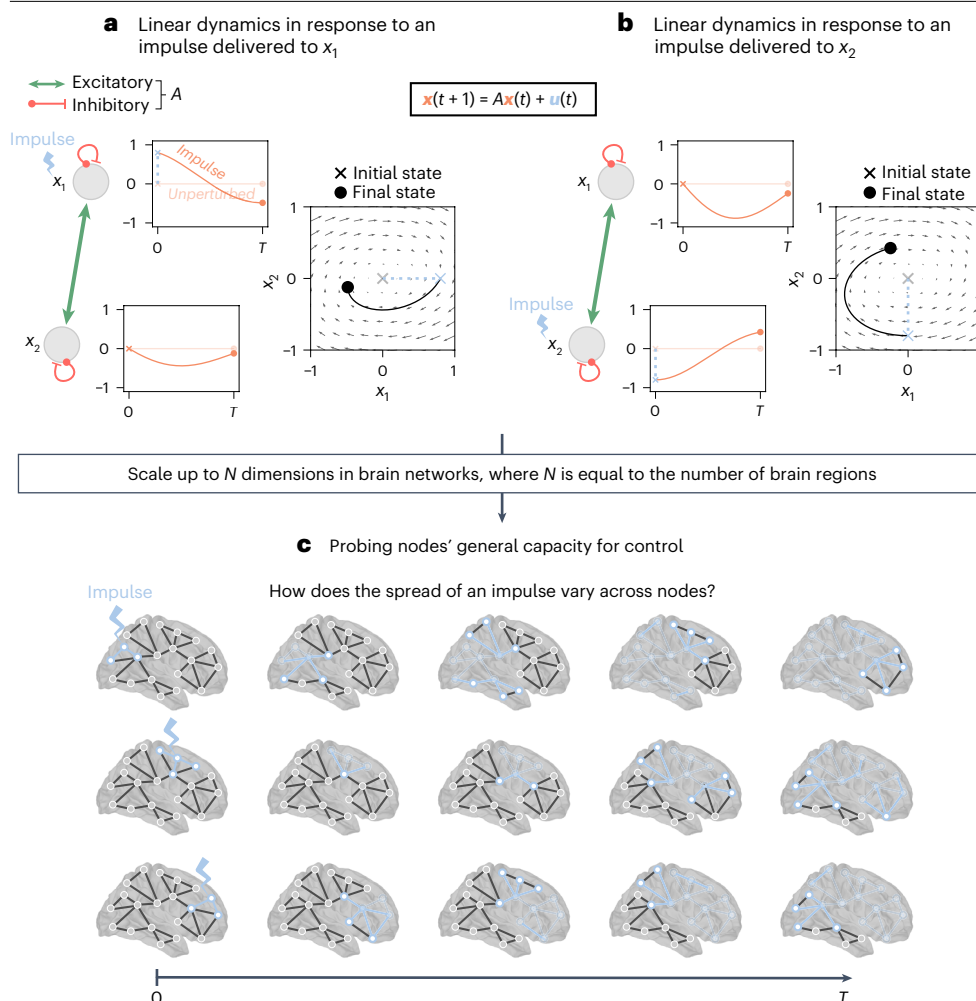 a Linear dynamics in response to an
impulse delivered to x1
b Linear dynamics in response to an
impulse delivered to x2
Excitatory
Inhibitory
A
x(t + 1) = Ax(t) + u(t)
Impulse
x1
1
0
−1
Impulse
Unperturbed
0
T
× Initial state
● Final state
1
x2
0
−1
−1
0
1
x1
x2
1
0
−1
0
T
x1
1
0
−1
0
T
× Initial state
● Final state
1
x2
0
−1
−1
0
x1
Impulse
x2
1
0
−1
0
T
Scale up to N dimensions in brain networks, where N is equal to the number of brain regions
c Probing nodes’ general capacity for control
How does the spread of an impulse vary across nodes?
Impulse
0
T